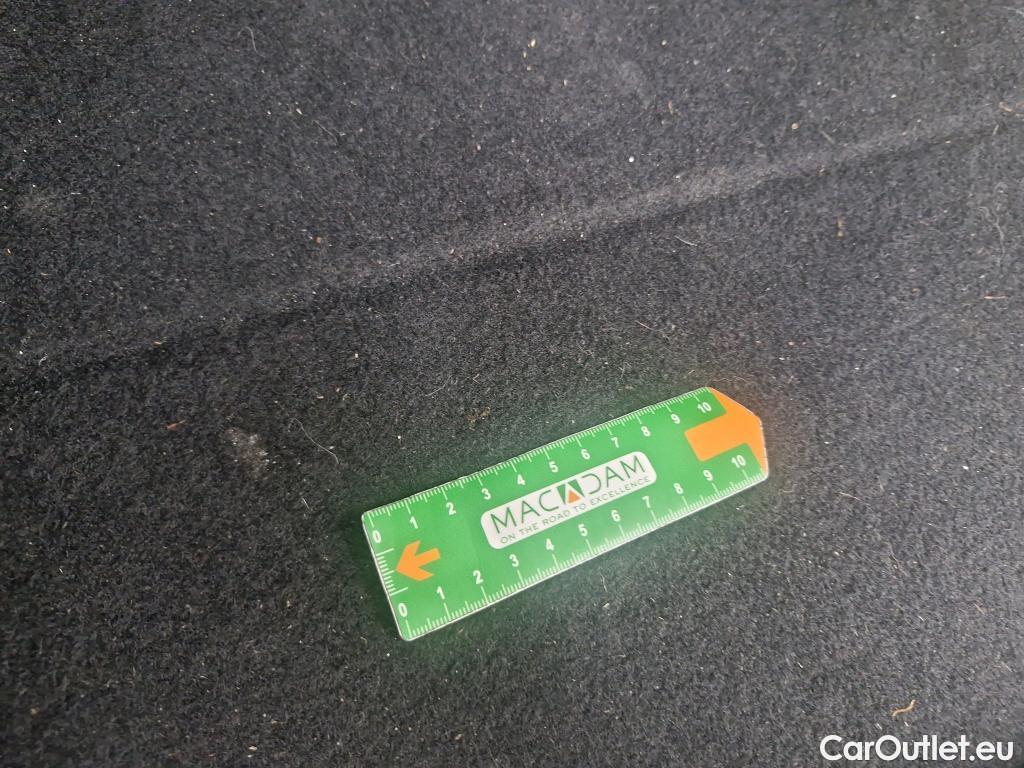 0 1 2 3 4 5 6 7 8 9 10
MACADAM
ON THE ROAD TO EXCELLENCE
0 1 2 3 4 5 6 7 8 9 10
CarOutlet.eu